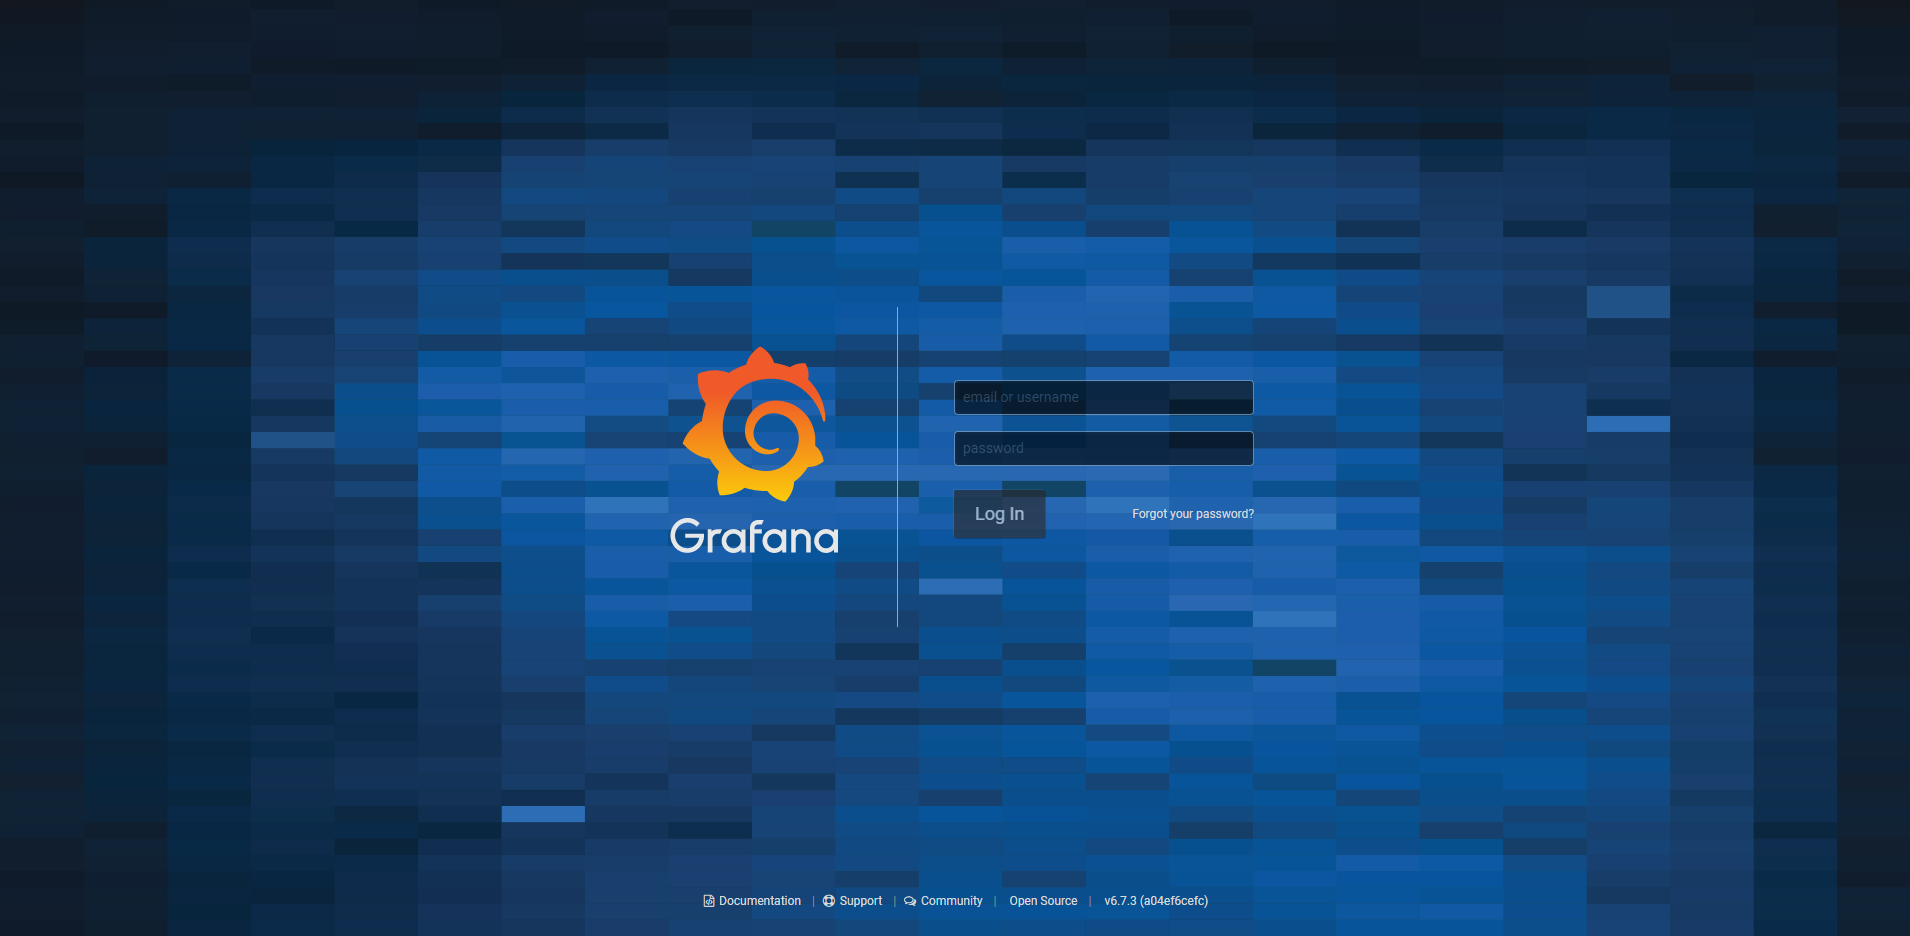 Grafana
email or username
password
Log In
Forgot your password?
Documentation | Support | Community | Open Source | v6.7.3 (a04ef6cefc)